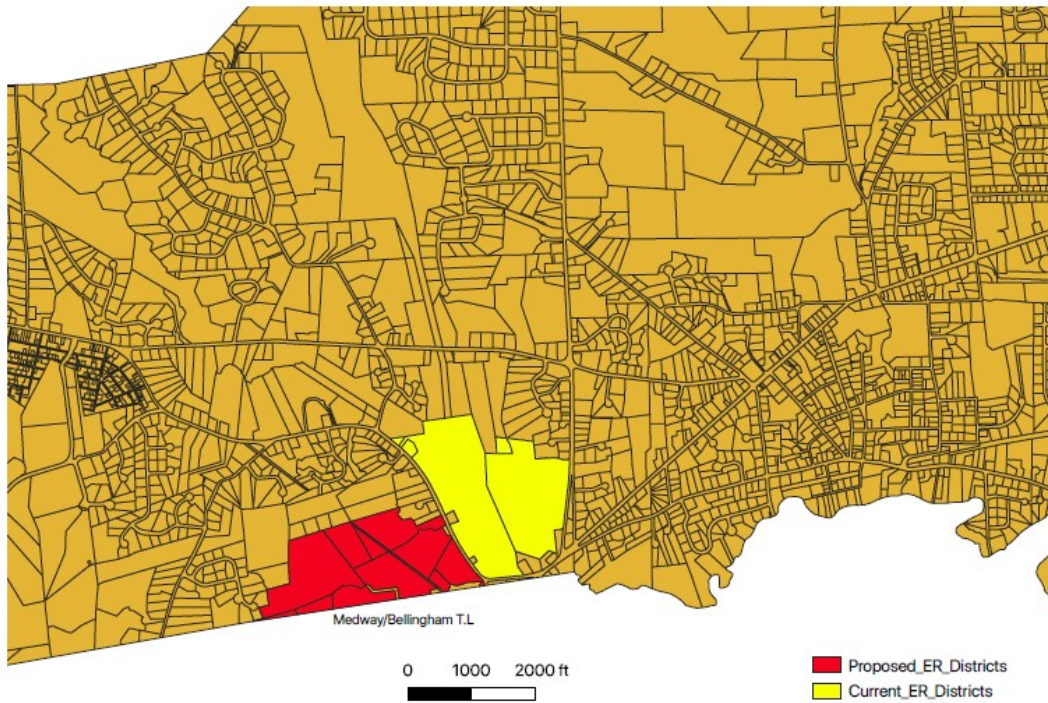 Medway/Bellingham T.L
0 1000 2000 ft
Proposed_ER_Districts
Current_ER_Districts